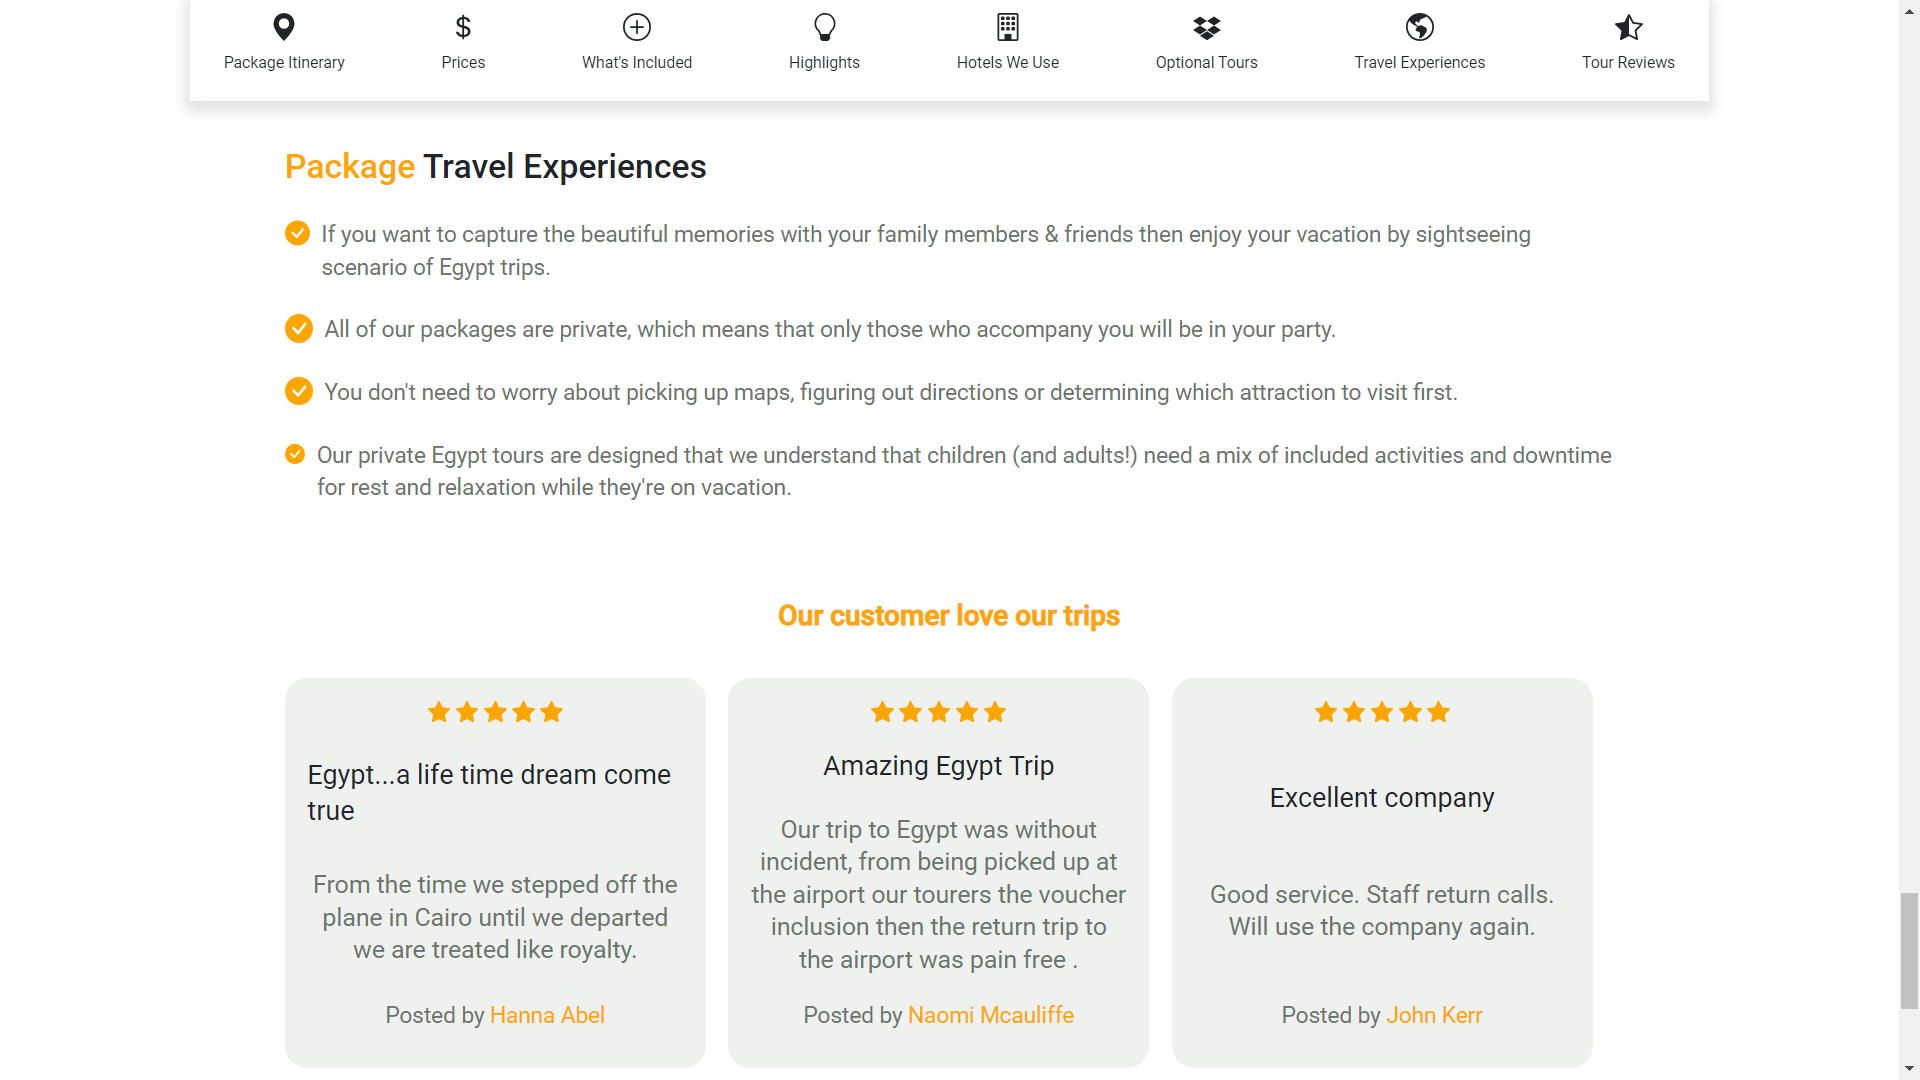 Package Itinerary
Prices
What's Included
Highlights
Hotels We Use
Optional Tours
Travel Experiences
Tour Reviews
Package Travel Experiences
If you want to capture the beautiful memories with your family members & friends then enjoy your vacation by sightseeing
scenario of Egypt trips.
All of our packages are private, which means that only those who accompany you will be in your party.
You don't need to worry about picking up maps, figuring out directions or determining which attraction to visit first.
Our private Egypt tours are designed that we understand that children (and adults!) need a mix of included activities and downtime
for rest and relaxation while they're on vacation.
Our customer love our trips
Egypt...a life time dream come
true
From the time we stepped off the
plane in Cairo until we departed
we are treated like royalty.
Posted by Hanna Abel
Amazing Egypt Trip
Our trip to Egypt was without
incident, from being picked up at
the airport our tourers the voucher
inclusion then the return trip to
the airport was pain free .
Posted by Naomi Mcauliffe
Excellent company
Good service. Staff return calls.
Will use the company again.
Posted by John Kerr